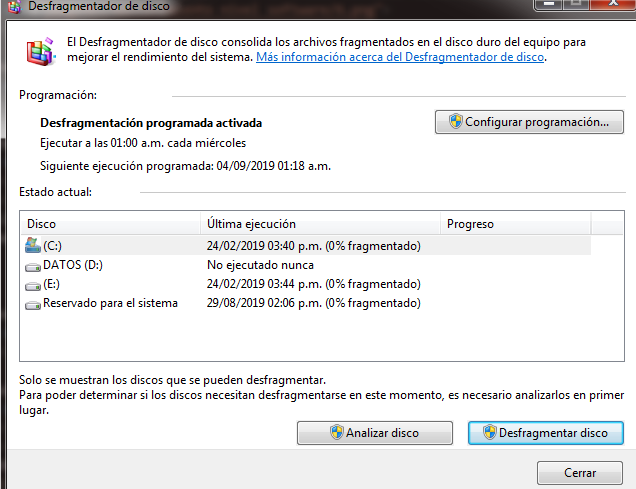 Desfragmentador de disco
El Desfragmentador de disco consolida los archivos fragmentados en el disco duro del equipo para
mejorar el rendimiento del sistema. Más información acerca del Desfragmentador de disco.
Programación:
Desfragmentación programada activada
Configurar programación...
Ejecutar a las 01:00 a.m. cada miércoles
Siguiente ejecución programada: 04/09/2019 01:18 a.m.
Estado actual:
Disco Última ejecución Progreso
(C:) 24/02/2019 03:40 p.m. (0% fragmentado)
DATOS (D:) No ejecutado nunca
(E:) 24/02/2019 03:44 p.m. (0% fragmentado)
Reservado para el sistema 29/08/2019 02:06 p.m. (0% fragmentado)
Solo se muestran los discos que se pueden desfragmentar.
Para poder determinar si los discos necesitan desfragmentarse en este momento, es necesario analizarlos en primer
lugar.
Analizar disco Desfragmentar disco
Cerrar